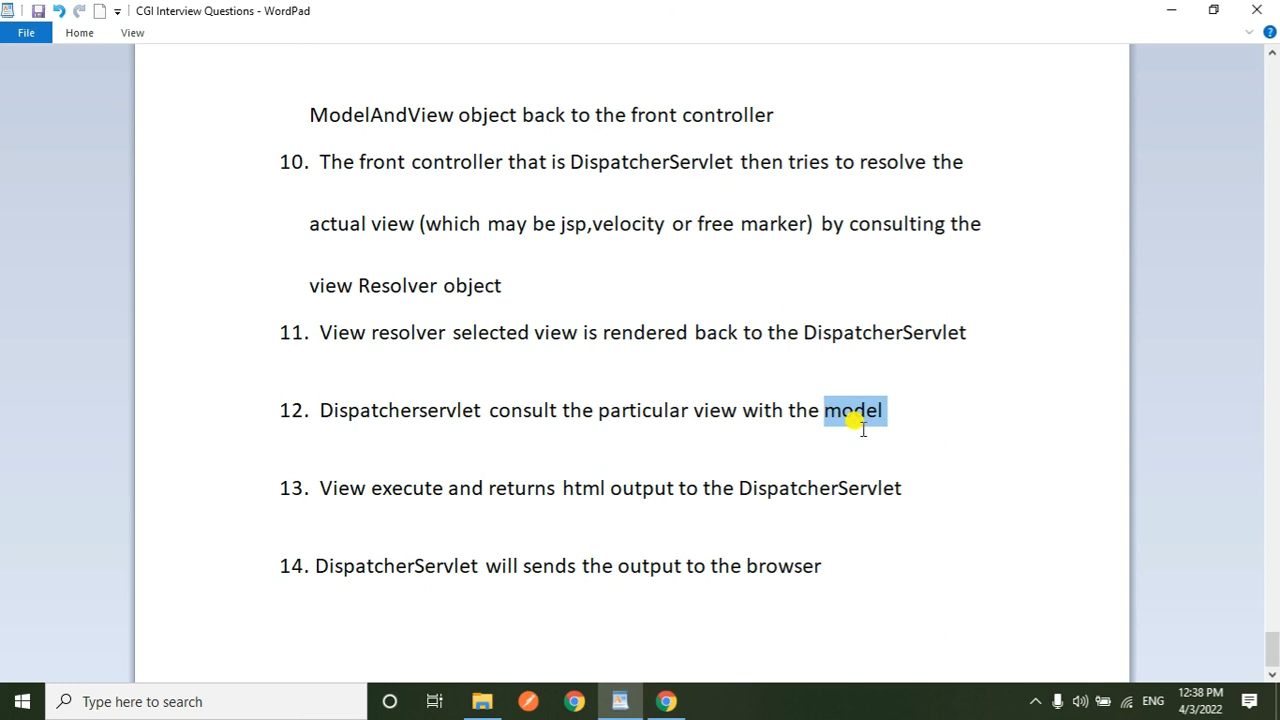 CGI Interview Questions - WordPad
File Home View
ModelAndView object back to the front controller
10. The front controller that is DispatcherServlet then tries to resolve the
actual view (which may be jsp,velocity or free marker) by consulting the
view Resolver object
11. View resolver selected view is rendered back to the DispatcherServlet
12. Dispatcherservlet consult the particular view with the model
13. View execute and returns html output to the DispatcherServlet
14. DispatcherServlet will sends the output to the browser
Type here to search
ENG
12:38 PM
4/3/2022